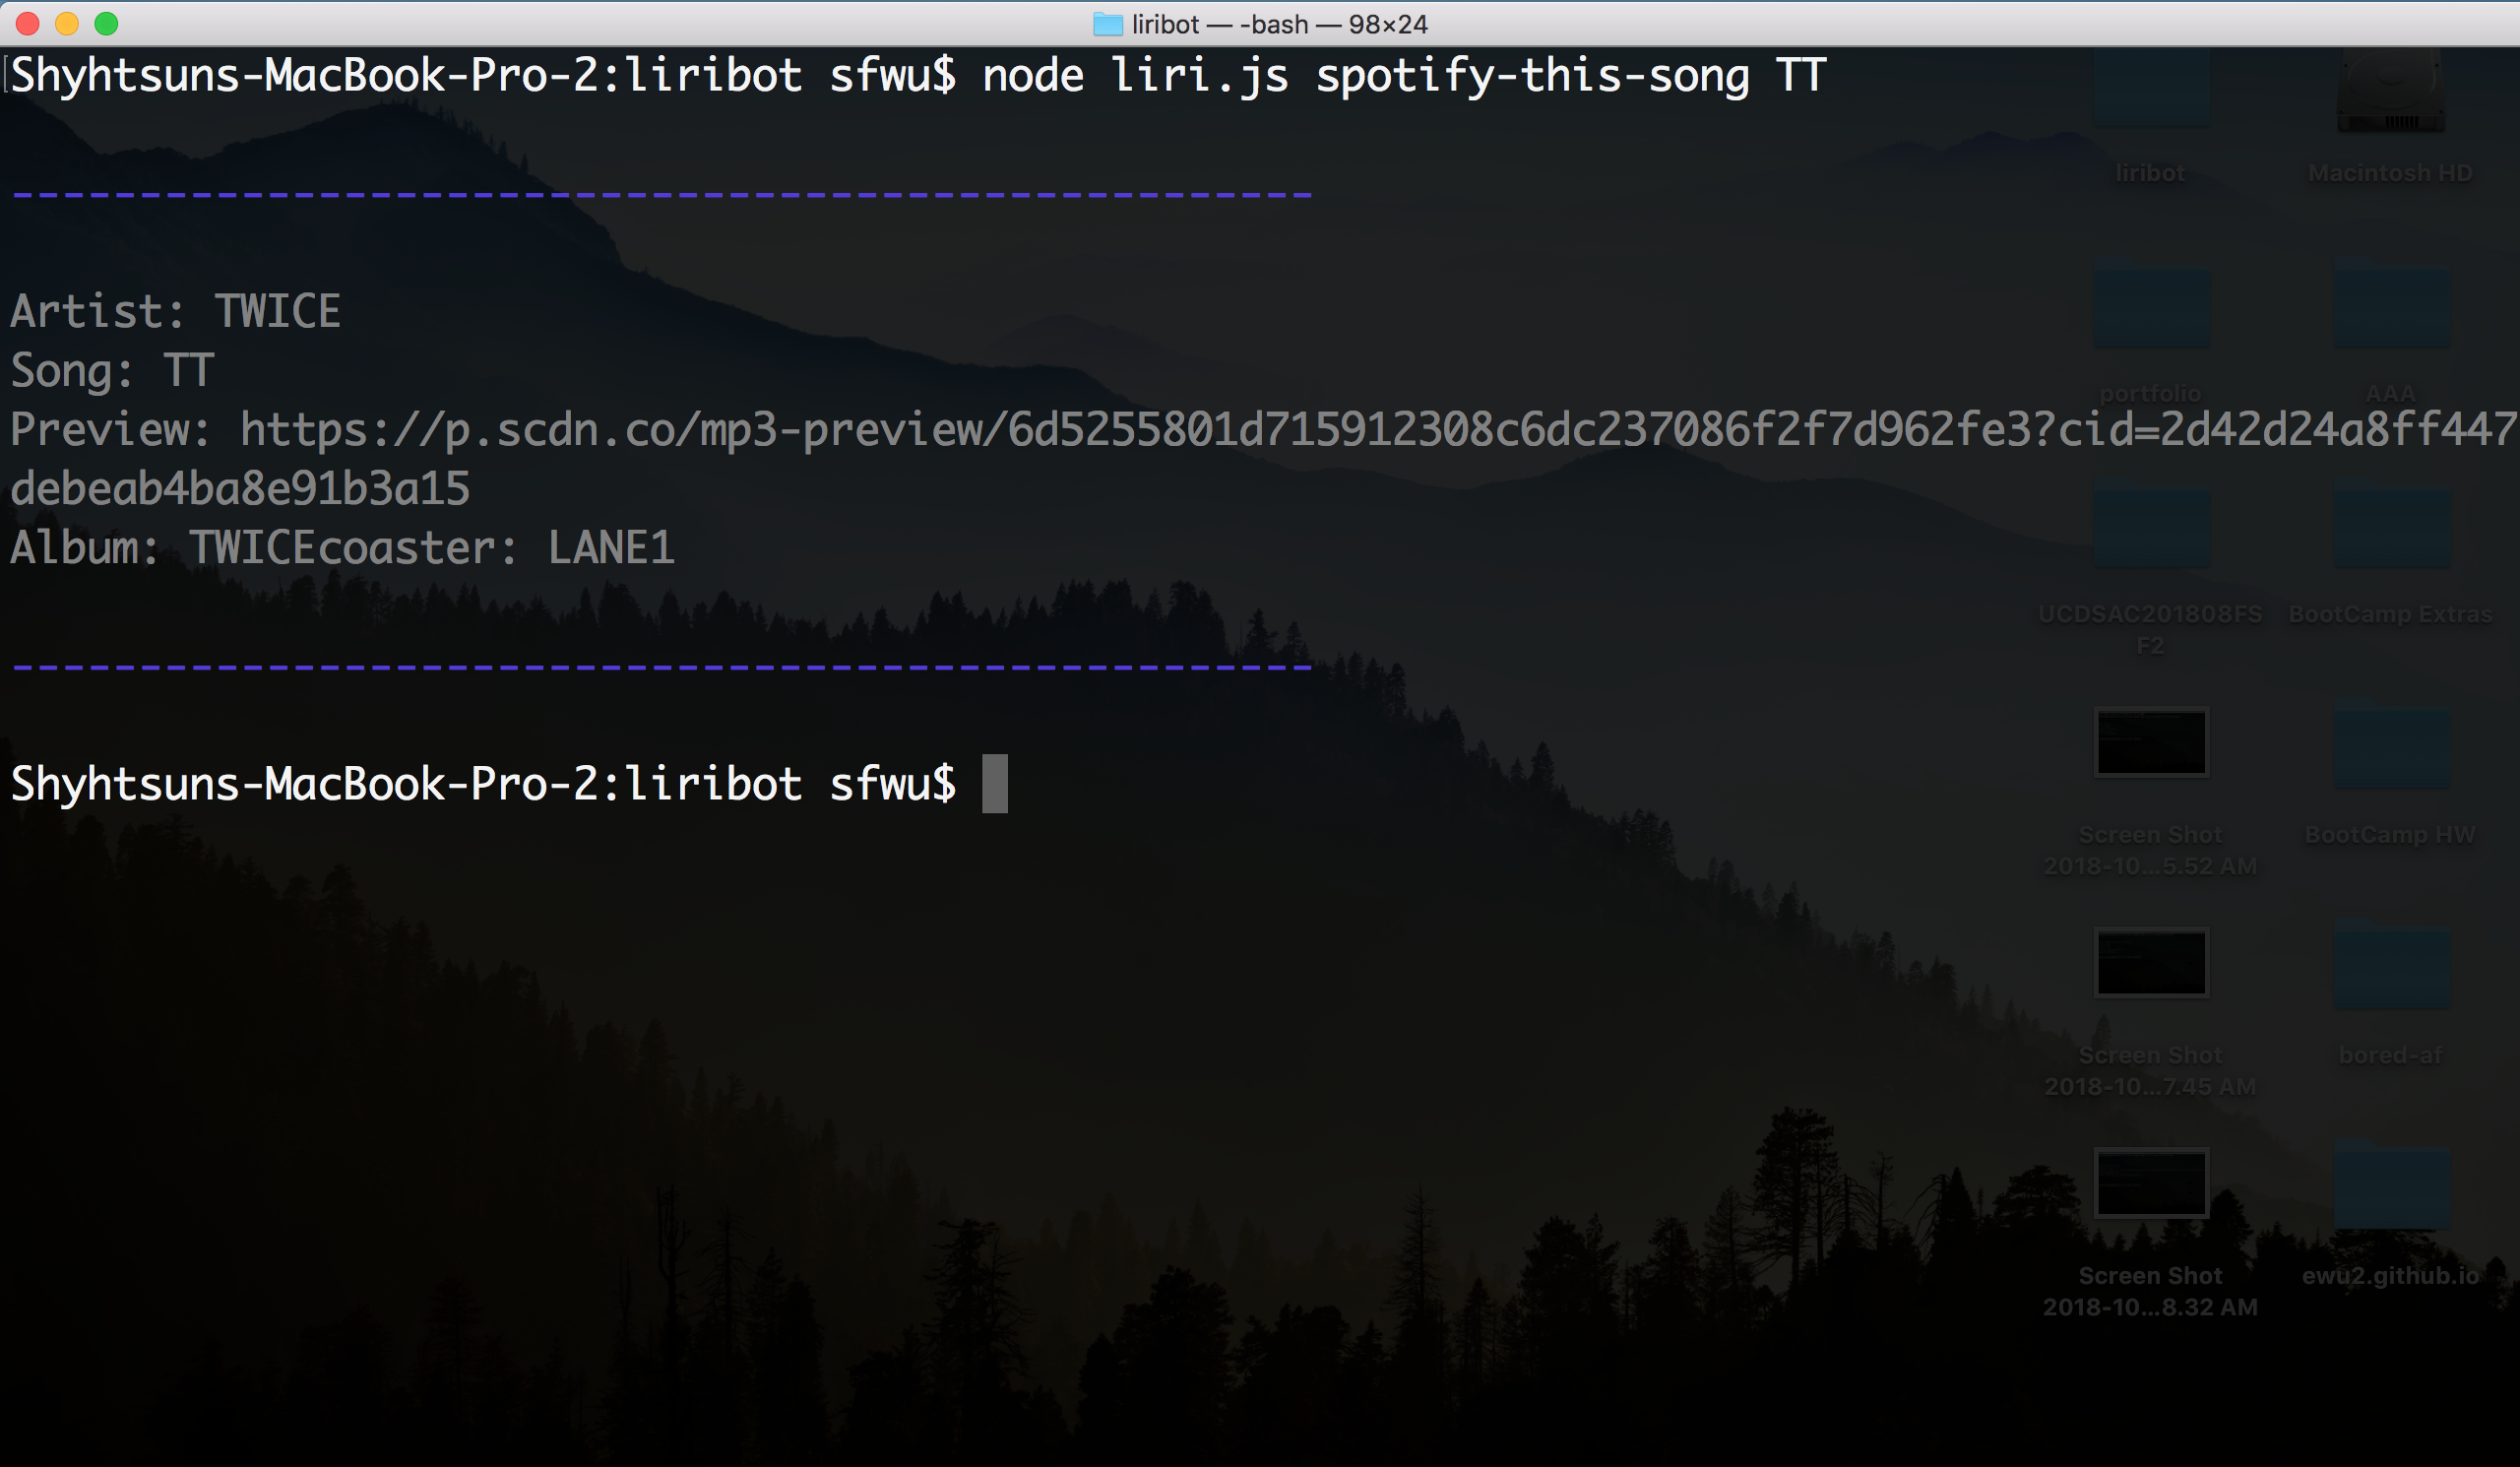 liribot — -bash — 98×24
Shyhtsuns-MacBook-Pro-2:liribot sfwu$ node liri.js spotify-this-song TT
---------------------------------------------------
Artist: TWICE
Song: TT
Preview: https://p.scdn.co/mp3-preview/6d5255801d715912308c6dc237086f2f7d962fe3?cid=2d42d24a8ff447
debeab4ba8e91b3a15
Album: TWICEcoaster: LANE1
---------------------------------------------------
Shyhtsuns-MacBook-Pro-2:liribot sfwu$
liribot
Macintosh HD
portfolio
AAA
UCDSAC201808FS
F2
BootCamp Extras
Screen Shot
2018-10...5.52 AM
BootCamp HW
Screen Shot
2018-10...7.45 AM
bored-af
Screen Shot
2018-10...8.32 AM
ewu2.github.io